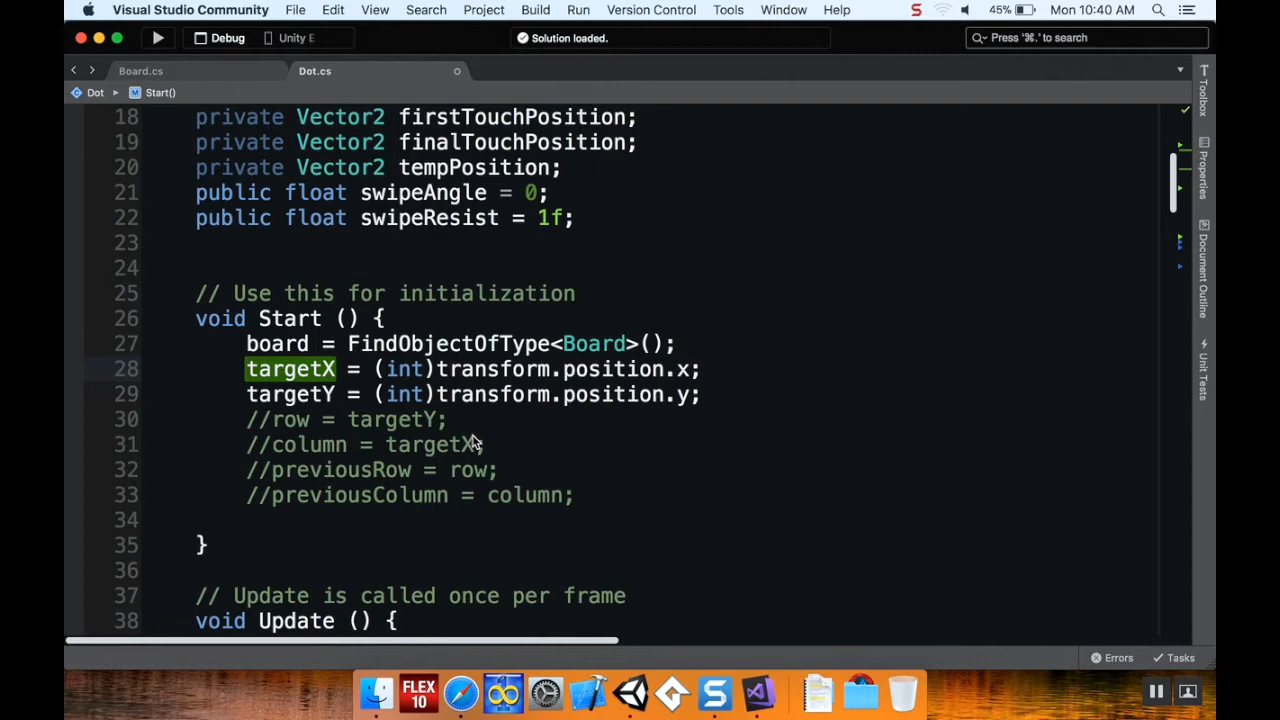 Visual Studio Community File Edit View Search Project Build Run Version Control Tools Window Help S 45% Mon 10:40 AM
Debug Unity E Solution loaded. Press '⌘.' to search
Board.cs Dot.cs
Dot Start()
18 private Vector2 firstTouchPosition;
19 private Vector2 finalTouchPosition;
20 private Vector2 tempPosition;
21 public float swipeAngle = 0;
22 public float swipeResist = 1f;
23
24
25 // Use this for initialization
26 void Start () {
27 board = FindObjectOfType<Board>();
28 targetX = (int)transform.position.x;
29 targetY = (int)transform.position.y;
30 //row = targetY;
31 //column = targetX;
32 //previousRow = row;
33 //previousColumn = column;
34
35 }
36
37 // Update is called once per frame
38 void Update () {
Toolbox
Properties
Document Outline
Unit Tests
Errors Tasks
FLEX
10
S